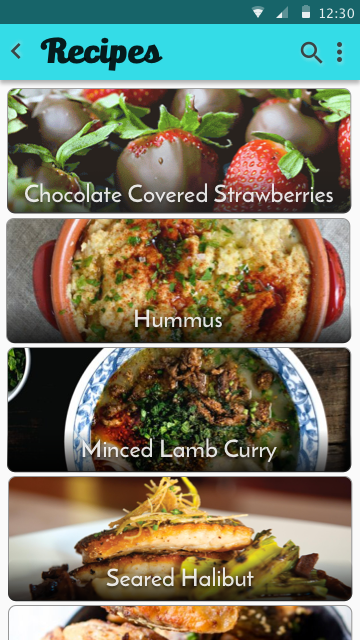 12:30
Recipes
Chocolate Covered Strawberries
Hummus
Minced Lamb Curry
Seared Halibut